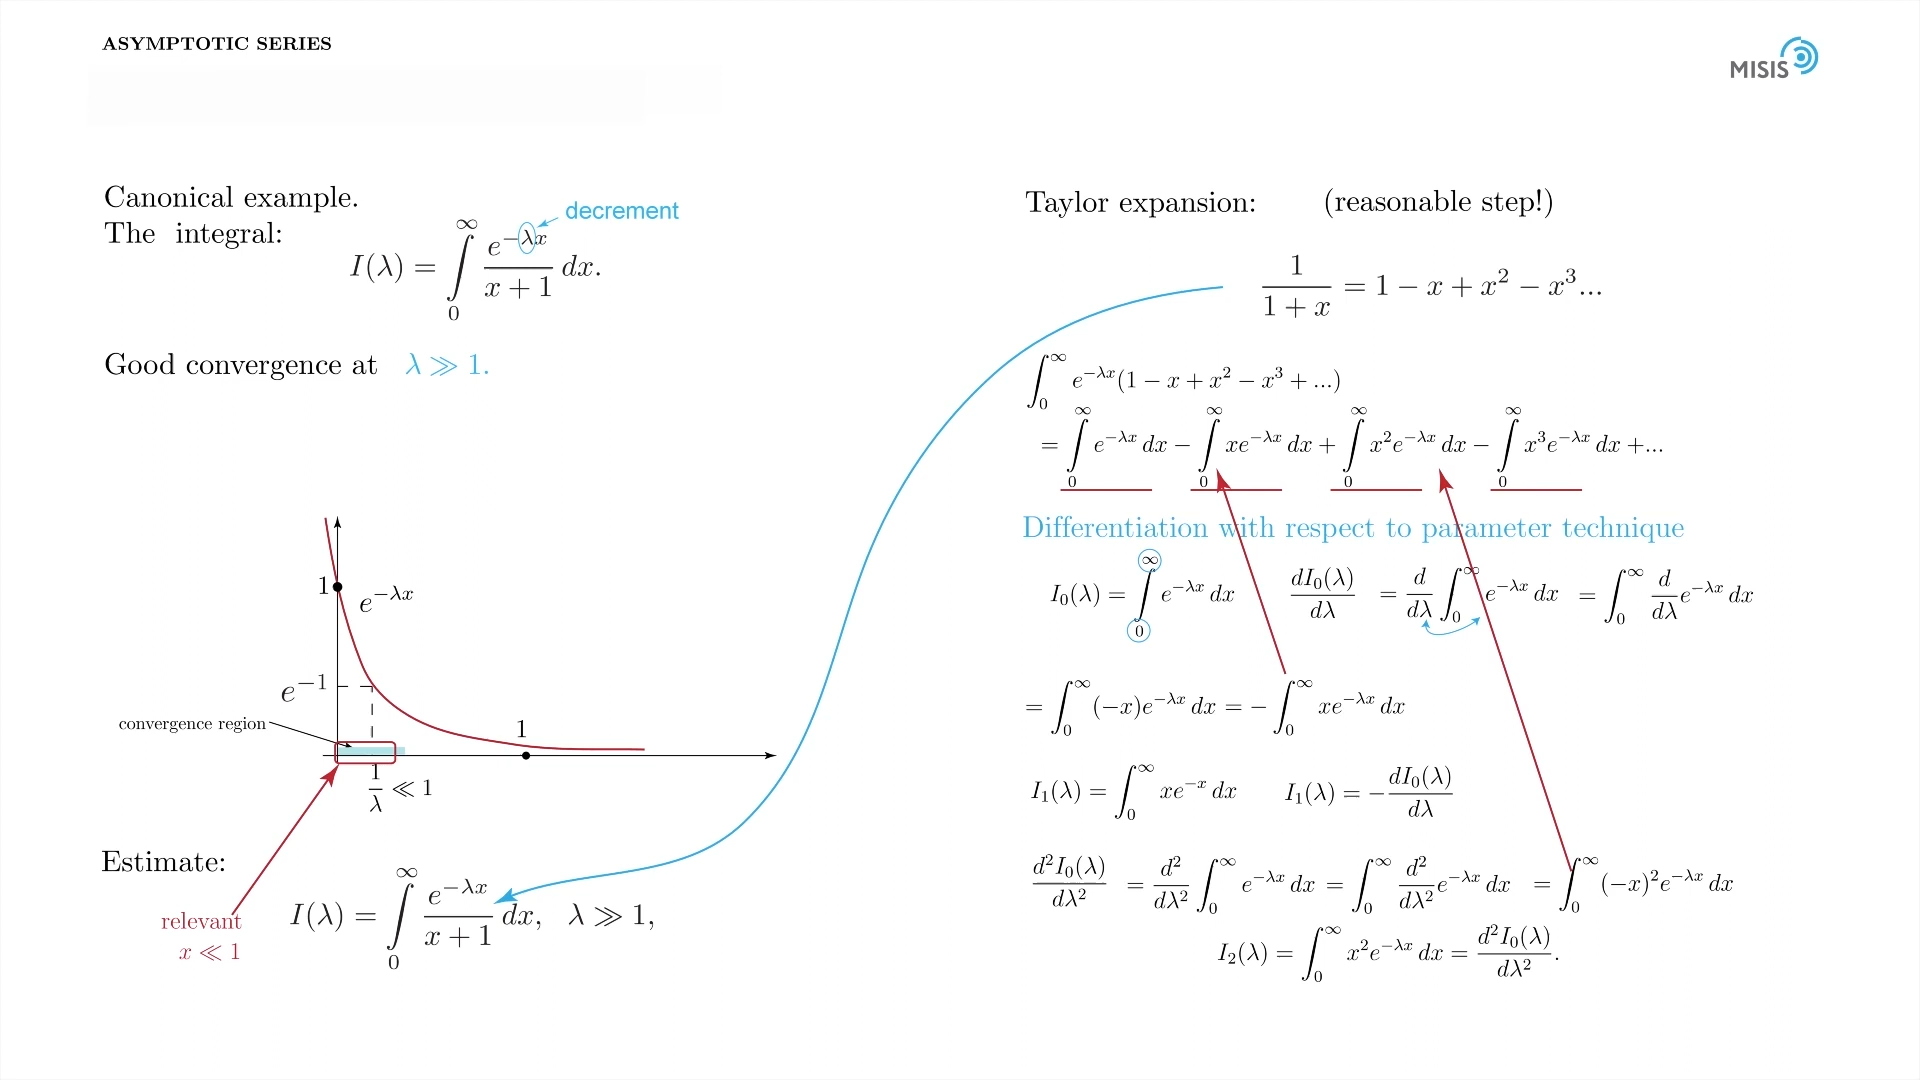 ASYMPTOTIC SERIES
MISIS
Canonical example.
The integral:
decrement
I(λ) = ∫₀^∞ e^{−λx}/(x + 1) dx.
Good convergence at λ ≫ 1.
1
e^{−λx}
e^{−1}
convergence region
1
1/λ ≪ 1
Estimate:
relevant
x ≪ 1
I(λ) = ∫₀^∞ e^{−λx}/(x + 1) dx, λ ≫ 1,
Taylor expansion: (reasonable step!)
1/(1 + x) = 1 − x + x² − x³...
∫₀^∞ e^{−λx}(1 − x + x² − x³ + ...)
= ∫₀^∞ e^{−λx} dx − ∫₀^∞ xe^{−λx} dx + ∫₀^∞ x²e^{−λx} dx − ∫₀^∞ x³e^{−λx} dx +...
Differentiation with respect to parameter technique
I₀(λ) = ∫₀^∞ e^{−λx} dx dI₀(λ)/dλ = d/dλ ∫₀^∞ e^{−λx} dx = ∫₀^∞ d/dλ e^{−λx} dx
= ∫₀^∞ (−x)e^{−λx} dx = − ∫₀^∞ xe^{−λx} dx
I₁(λ) = ∫₀^∞ xe^{−x} dx I₁(λ) = −dI₀(λ)/dλ
d²I₀(λ)/dλ² = d²/dλ² ∫₀^∞ e^{−λx} dx = ∫₀^∞ d²/dλ² e^{−λx} dx = ∫₀^∞ (−x)²e^{−λx} dx
I₂(λ) = ∫₀^∞ x²e^{−λx} dx = d²I₀(λ)/dλ².